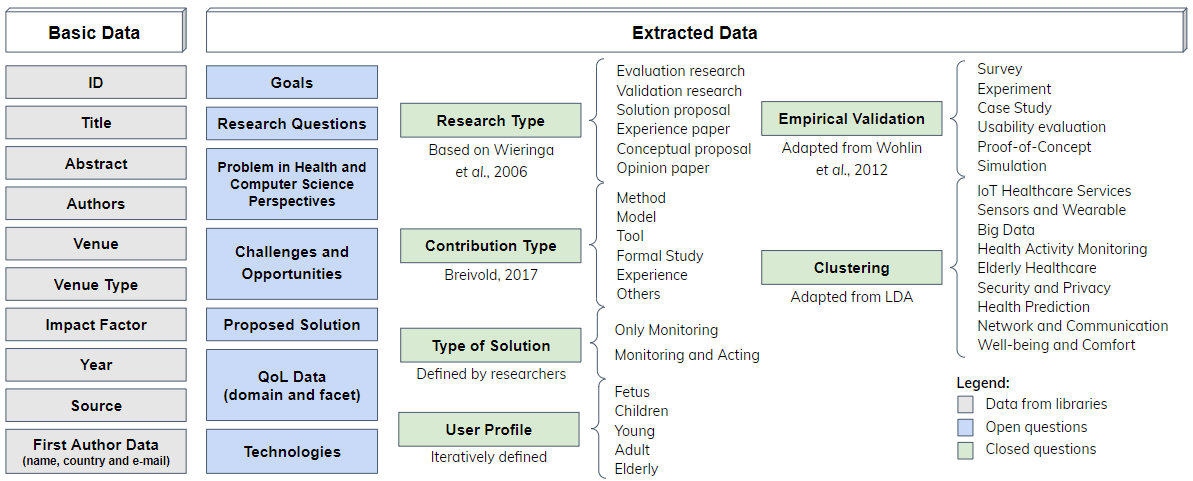 Basic Data
ID
Title
Abstract
Authors
Venue
Venue Type
Impact Factor
Year
Source
First Author Data
(name, country and e-mail)
Extracted Data
Goals
Research Questions
Problem in Health and
Computer Science
Perspectives
Challenges and
Opportunities
Proposed Solution
QoL Data
(domain and facet)
Technologies
Research Type
Based on Wieringa
et al., 2006
Evaluation research
Validation research
Solution proposal
Experience paper
Conceptual proposal
Opinion paper
Contribution Type
Breivold, 2017
Method
Model
Tool
Formal Study
Experience
Others
Type of Solution
Defined by researchers
Only Monitoring
Monitoring and Acting
User Profile
Iteratively defined
Fetus
Children
Young
Adult
Elderly
Empirical Validation
Adapted from Wohlin
et al., 2012
Survey
Experiment
Case Study
Usability evaluation
Proof-of-Concept
Simulation
Clustering
Adapted from LDA
IoT Healthcare Services
Sensors and Wearable
Big Data
Health Activity Monitoring
Elderly Healthcare
Security and Privacy
Health Prediction
Network and Communication
Well-being and Comfort
Legend:
Data from libraries
Open questions
Closed questions